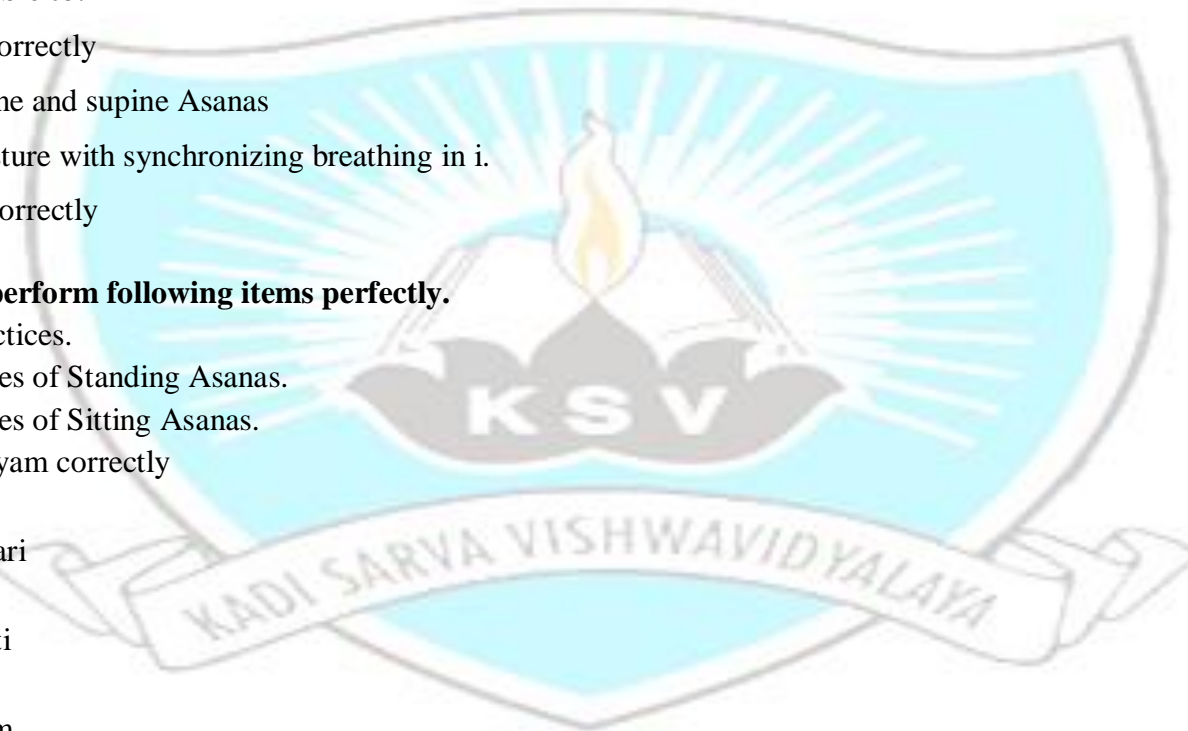 orrectly
ne and supine Asanas
ture with synchronizing breathing in i.
orrectly
perform following items perfectly.
ctices.
es of Standing Asanas.
es of Sitting Asanas.
yam correctly
KSV
ari
KADI SARVA VISHWAVIDYALAYA
ti